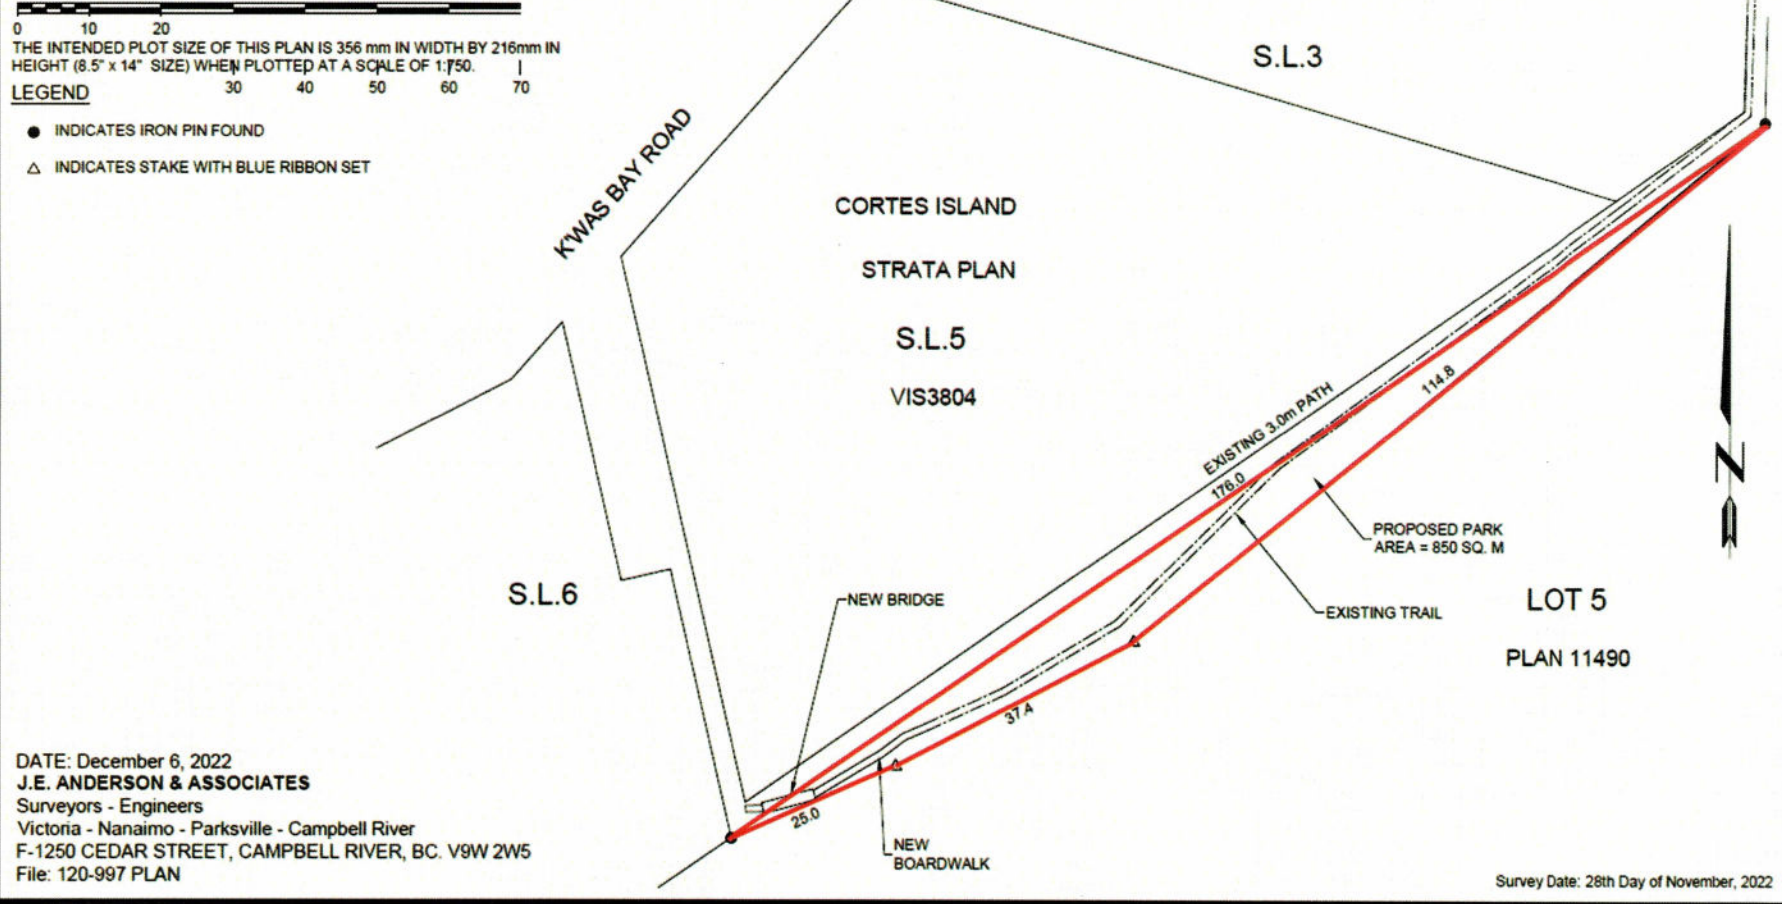 0 10 20
THE INTENDED PLOT SIZE OF THIS PLAN IS 356 mm IN WIDTH BY 216mm IN
HEIGHT (8.5" x 14" SIZE) WHEN PLOTTED AT A SCALE OF 1:750.
30 40 50 60 70
LEGEND
INDICATES IRON PIN FOUND
INDICATES STAKE WITH BLUE RIBBON SET
K'WAS BAY ROAD
S.L.3
CORTES ISLAND
STRATA PLAN
S.L.5
VIS3804
EXISTING 3.0m PATH
176.0
114.8
N
PROPOSED PARK
AREA = 850 SQ. M
S.L.6
NEW BRIDGE
EXISTING TRAIL
LOT 5
PLAN 11490
37.4
25.0
NEW
BOARDWALK
DATE: December 6, 2022
J.E. ANDERSON & ASSOCIATES
Surveyors - Engineers
Victoria - Nanaimo - Parksville - Campbell River
F-1250 CEDAR STREET, CAMPBELL RIVER, BC. V9W 2W5
File: 120-997 PLAN
Survey Date: 28th Day of November, 2022